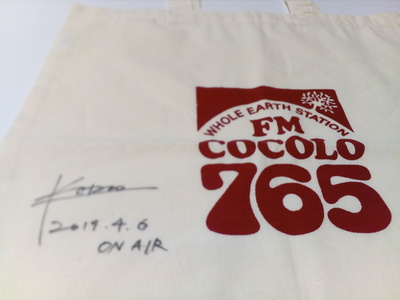 WHOLE EARTH STATION
FM
COCOLO
765
2019.4.6
ON AIR